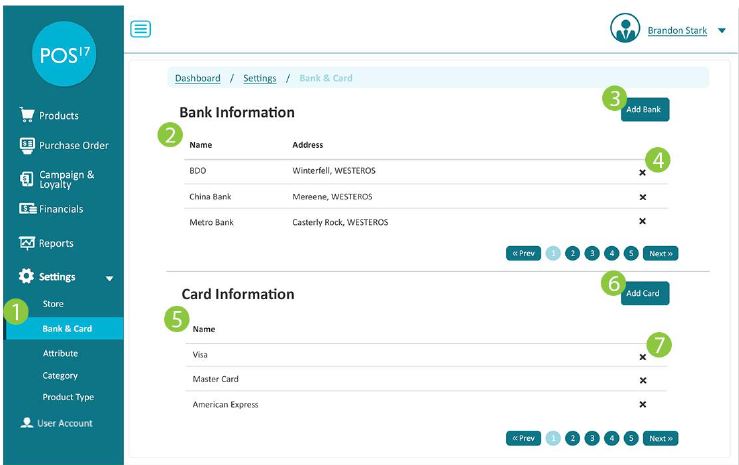 POS17
Brandon Stark
Products
Purchase Order
Campaign &
Loyalty
Financials
Reports
Settings
1
Store
Bank & Card
Attribute
Category
Product Type
User Account
Dashboard / Settings / Bank & Card
Bank Information
3
Add Bank
2
Name Address
4
BDO Winterfell, WESTEROS ×
China Bank Mereene, WESTEROS ×
Metro Bank Casterly Rock, WESTEROS ×
« Prev 1 2 3 4 5 Next »
Card Information
6
Add Card
5
Name
7
Visa ×
Master Card ×
American Express ×
« Prev 1 2 3 4 5 Next »